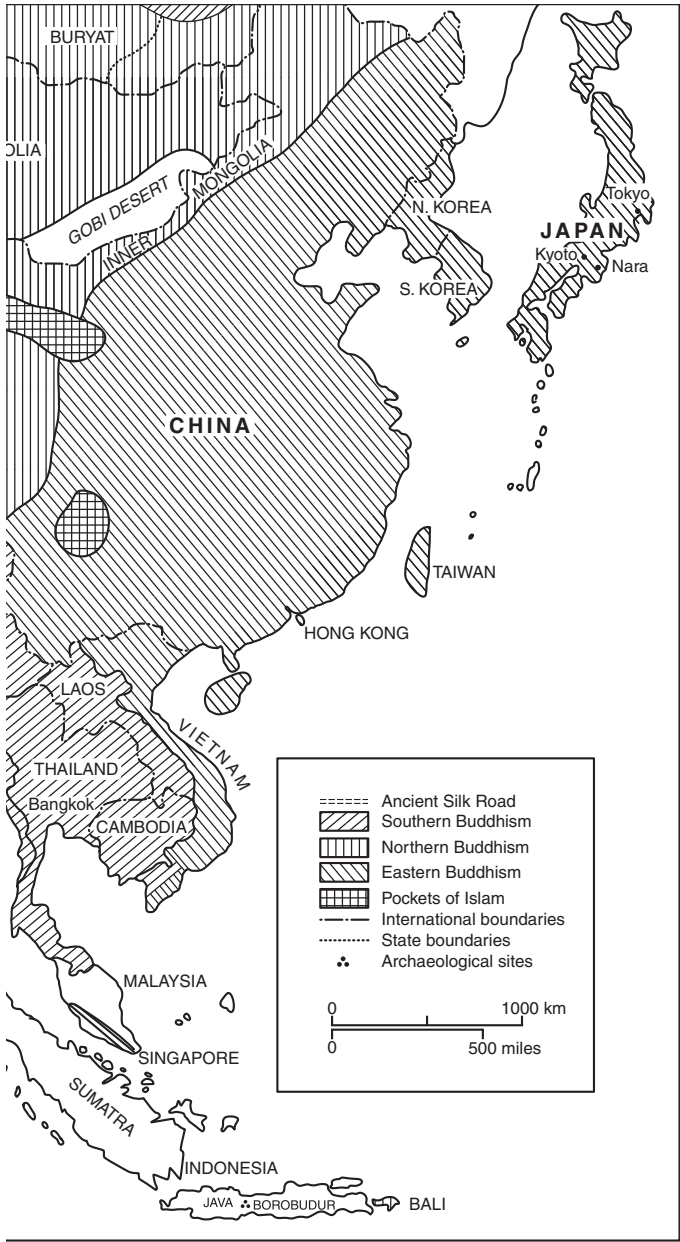 BURYAT
OLIA
GOBI DESERT
INNER MONGOLIA
N. KOREA
Tokyo
JAPAN
Kyoto
Nara
S. KOREA
CHINA
TAIWAN
HONG KONG
LAOS
VIETNAM
THAILAND
Bangkok
CAMBODIA
Ancient Silk Road
Southern Buddhism
Northern Buddhism
Eastern Buddhism
Pockets of Islam
International boundaries
State boundaries
Archaeological sites
0 1000 km
0 500 miles
MALAYSIA
SINGAPORE
SUMATRA
INDONESIA
JAVA BOROBUDUR
BALI